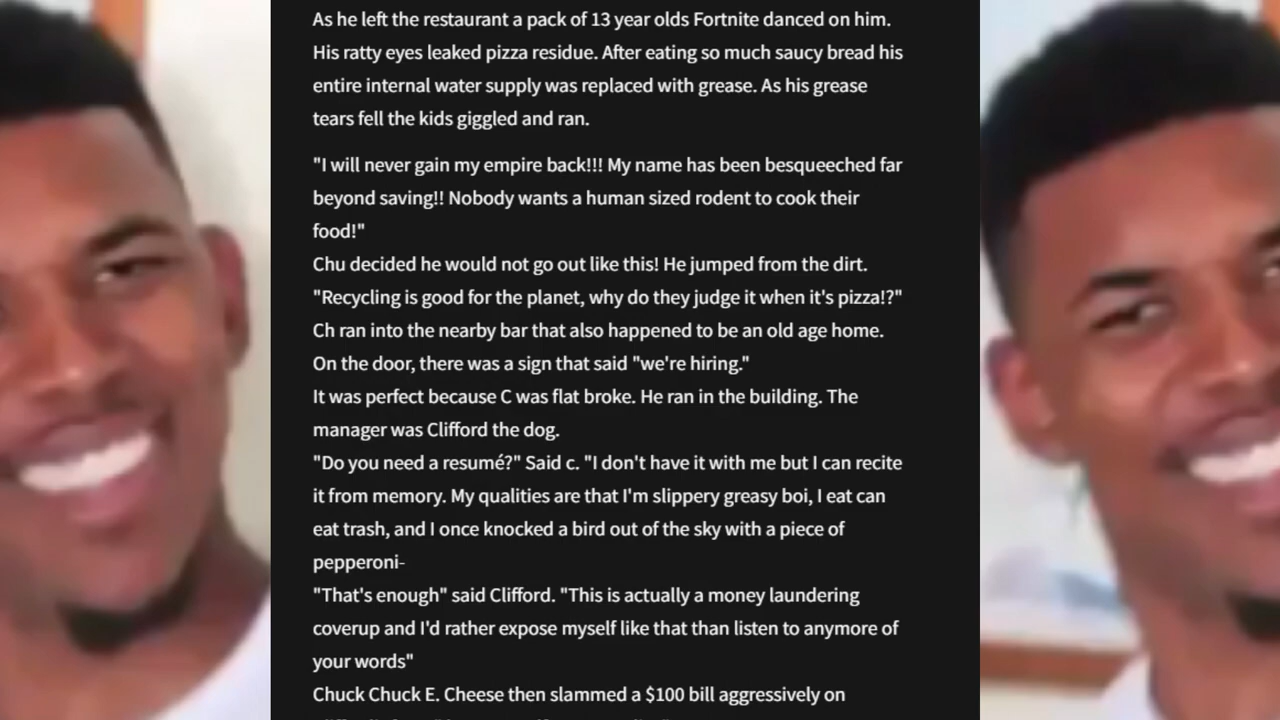 As he left the restaurant a pack of 13 year olds Fortnite danced on him.
His ratty eyes leaked pizza residue. After eating so much saucy bread his
entire internal water supply was replaced with grease. As his grease
tears fell the kids giggled and ran.
"I will never gain my empire back!!! My name has been besqueeched far
beyond saving!! Nobody wants a human sized rodent to cook their
food!"
Chu decided he would not go out like this! He jumped from the dirt.
"Recycling is good for the planet, why do they judge it when it's pizza!?"
Ch ran into the nearby bar that also happened to be an old age home.
On the door, there was a sign that said "we're hiring."
It was perfect because C was flat broke. He ran in the building. The
manager was Clifford the dog.
"Do you need a resumé?" Said c. "I don't have it with me but I can recite
it from memory. My qualities are that I'm slippery greasy boi, I eat can
eat trash, and I once knocked a bird out of the sky with a piece of
pepperoni-
"That's enough" said Clifford. "This is actually a money laundering
coverup and I'd rather expose myself like that than listen to anymore of
your words"
Chuck Chuck E. Cheese then slammed a $100 bill aggressively on